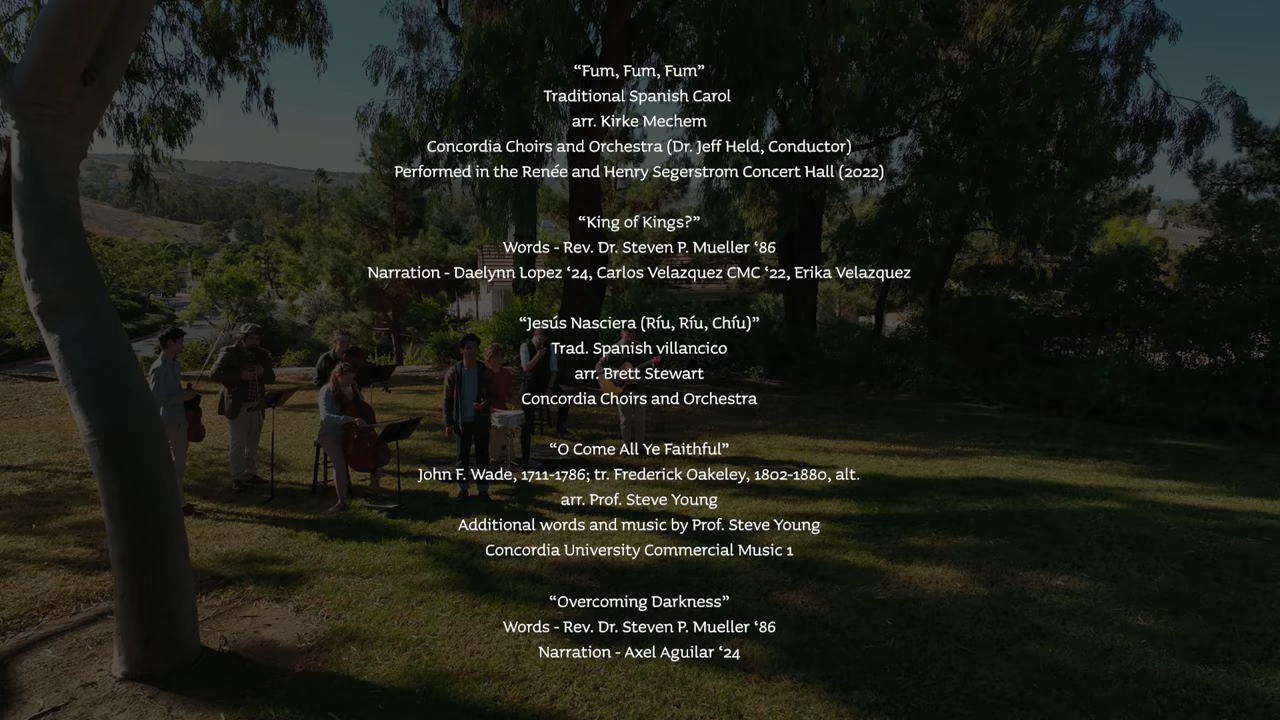 “Fum, Fum, Fum”
Traditional Spanish Carol
arr. Kirke Mechem
Concordia Choirs and Orchestra (Dr. Jeff Held, Conductor)
Performed in the Renée and Henry Segerstrom Concert Hall (2022)
“King of Kings?”
Words - Rev. Dr. Steven P. Mueller ‘86
Narration - Daelynn Lopez ‘24, Carlos Velazquez CMC ‘22, Erika Velazquez
“Jesús Nasciera (Ríu, Ríu, Chíu)”
Trad. Spanish villancico
arr. Brett Stewart
Concordia Choirs and Orchestra
“O Come All Ye Faithful”
John F. Wade, 1711-1786; tr. Frederick Oakeley, 1802-1880, alt.
arr. Prof. Steve Young
Additional words and music by Prof. Steve Young
Concordia University Commercial Music 1
“Overcoming Darkness”
Words - Rev. Dr. Steven P. Mueller ‘86
Narration - Axel Aguilar ‘24